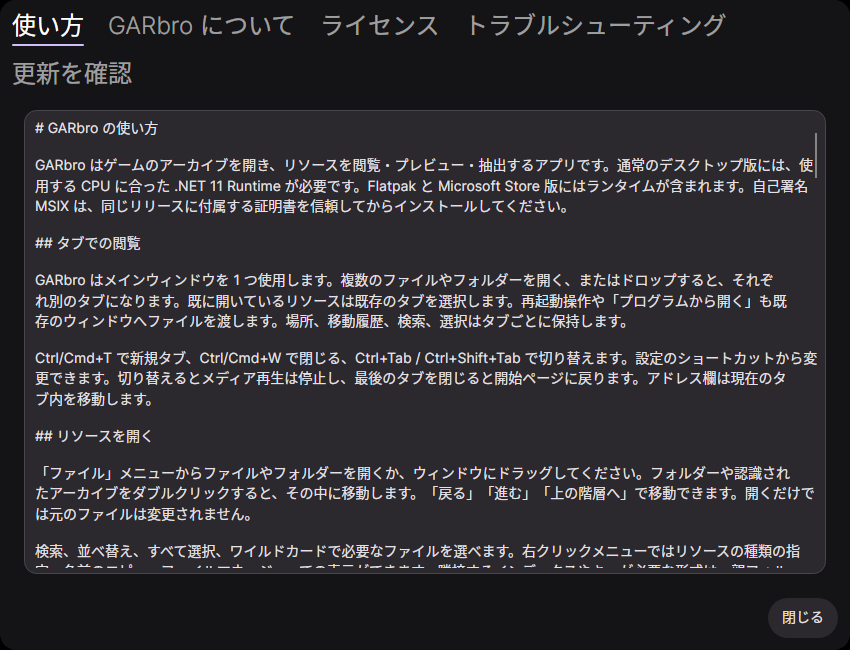 使い方 GARbro について ライセンス トラブルシューティング
更新を確認
# GARbro の使い方
GARbro はゲームのアーカイブを開き、リソースを閲覧・プレビュー・抽出するアプリです。通常のデスクトップ版には、使
用する CPU に合った .NET 11 Runtime が必要です。Flatpak と Microsoft Store 版にはランタイムが含まれます。自己署名
MSIX は、同じリリースに付属する証明書を信頼してからインストールしてください。
## タブでの閲覧
GARbro はメインウィンドウを 1 つ使用します。複数のファイルやフォルダーを開く、またはドロップすると、それぞ
れ別のタブになります。既に開いているリソースは既存のタブを選択します。再起動操作や「プログラムから開く」も既
存のウィンドウへファイルを渡します。場所、移動履歴、検索、選択はタブごとに保持します。
Ctrl/Cmd+T で新規タブ、Ctrl/Cmd+W で閉じる、Ctrl+Tab / Ctrl+Shift+Tab で切り替えます。設定のショートカットから変
更できます。切り替えるとメディア再生は停止し、最後のタブを閉じると開始ページに戻ります。アドレス欄は現在のタ
ブ内を移動します。
## リソースを開く
「ファイル」メニューからファイルやフォルダーを開くか、ウィンドウにドラッグしてください。フォルダーや認識され
たアーカイブをダブルクリックすると、その中に移動します。「戻る」「進む」「上の階層へ」で移動できます。開くだけで
は元のファイルは変更されません。
検索、並べ替え、すべて選択、ワイルドカードで必要なファイルを選べます。右クリックメニューではリソースの種類の指
閉じる